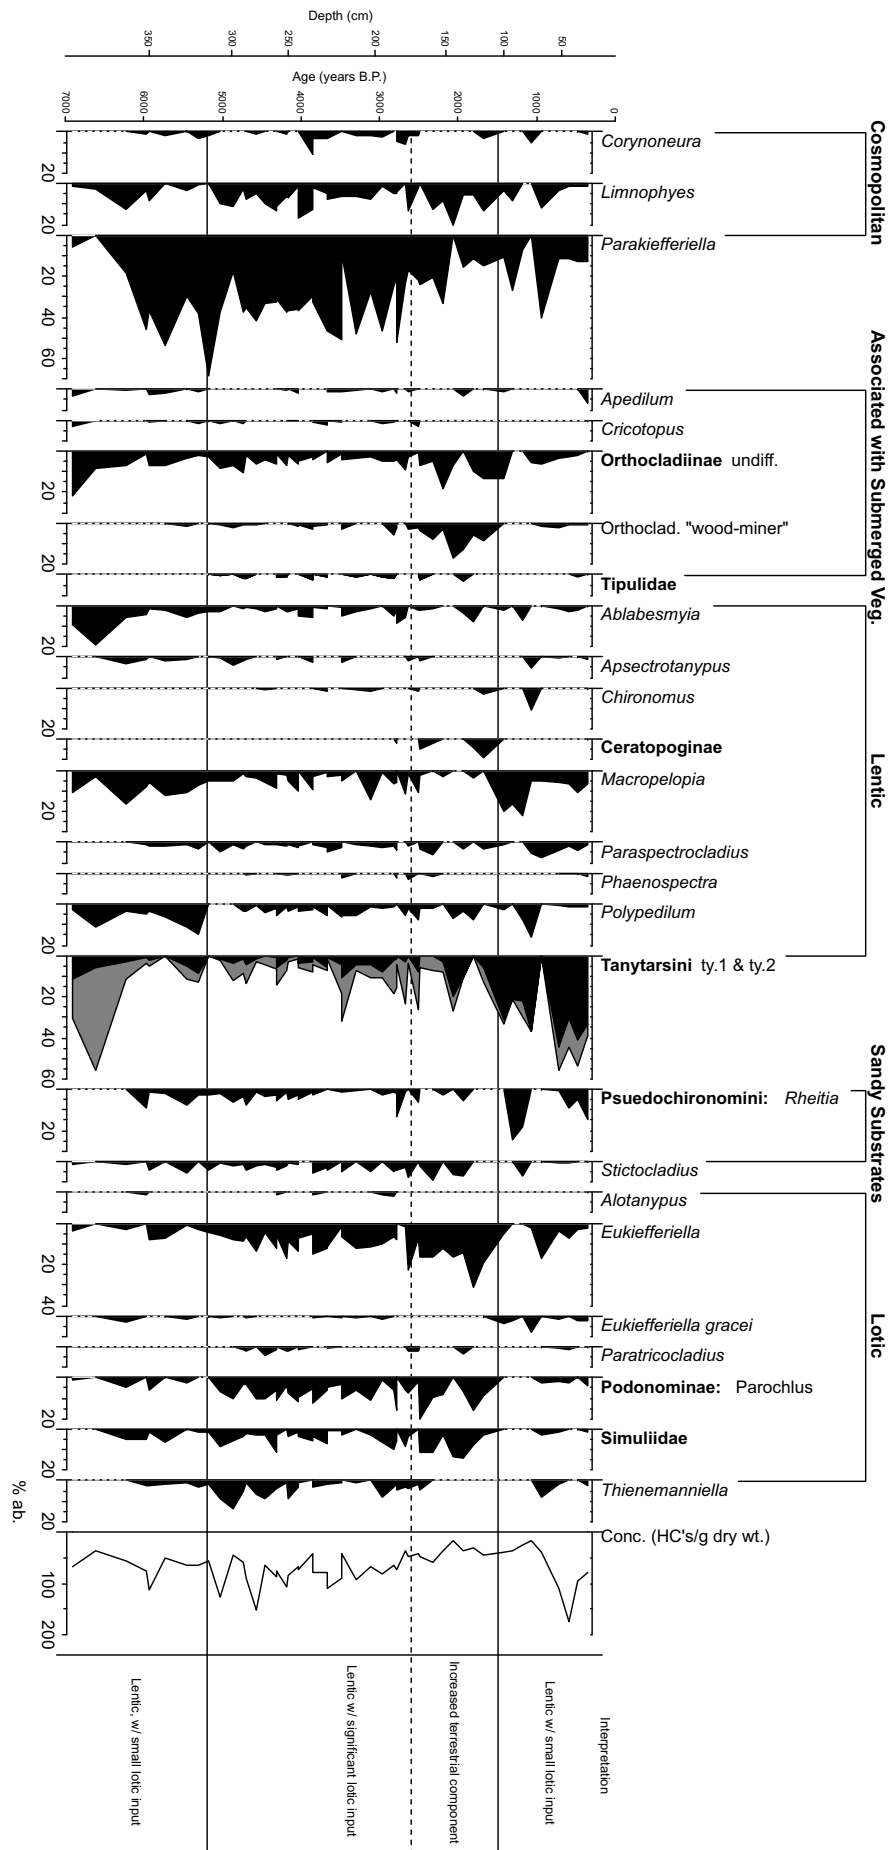 Depth (cm)
350
300
250
200
150
100
50
Age (years B.P.)
7000
6000
5000
4000
3000
2000
1000
0
Cosmopolitan
Corynoneura
20
Limnophyes
20
Parakiefferiella
20
40
60
Associated with Submerged Veg.
Apedilum
Cricotopus
Orthocladiinae undiff.
20
Orthoclad. "wood-miner"
20
Tipulidae
Lentic
Ablabesmyia
20
Apsectrotanypus
Chironomus
20
Ceratopoginae
Macropelopia
20
Paraspectrocladius
Phaenospectra
Polypedilum
20
Tanytarsini ty.1 & ty.2
20
40
60
Sandy Substrates
Psuedochironomini: Rheitia
20
Stictocladius
Lotic
Alotanypus
Eukiefferiella
20
40
Eukiefferiella gracei
Paratricocladius
Podonominae: Parochlus
20
Simuliidae
20
Thienemanniella
20
% ab.
Conc. (HC's/g dry wt.)
100
200
Interpretation
Lentic w/ small lotic input
Increased terrestrial component
Lentic w/ significant lotic input
Lentic, w/ small lotic input